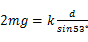 2mg = k d/sin53°